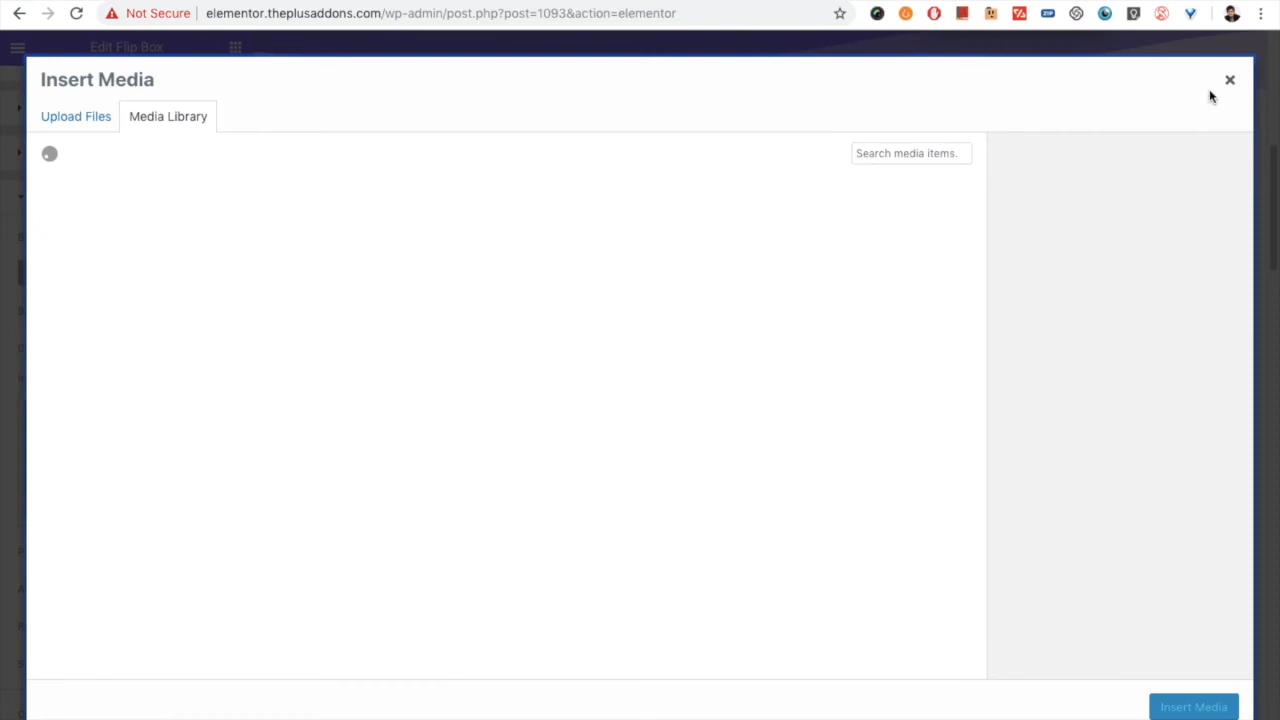 Not Secure elementor.theplusaddons.com/wp-admin/post.php?post=1093&action=elementor
ZIP
Edit Flip Box
Insert Media
Upload Files
Media Library
Search media items.
Insert Media